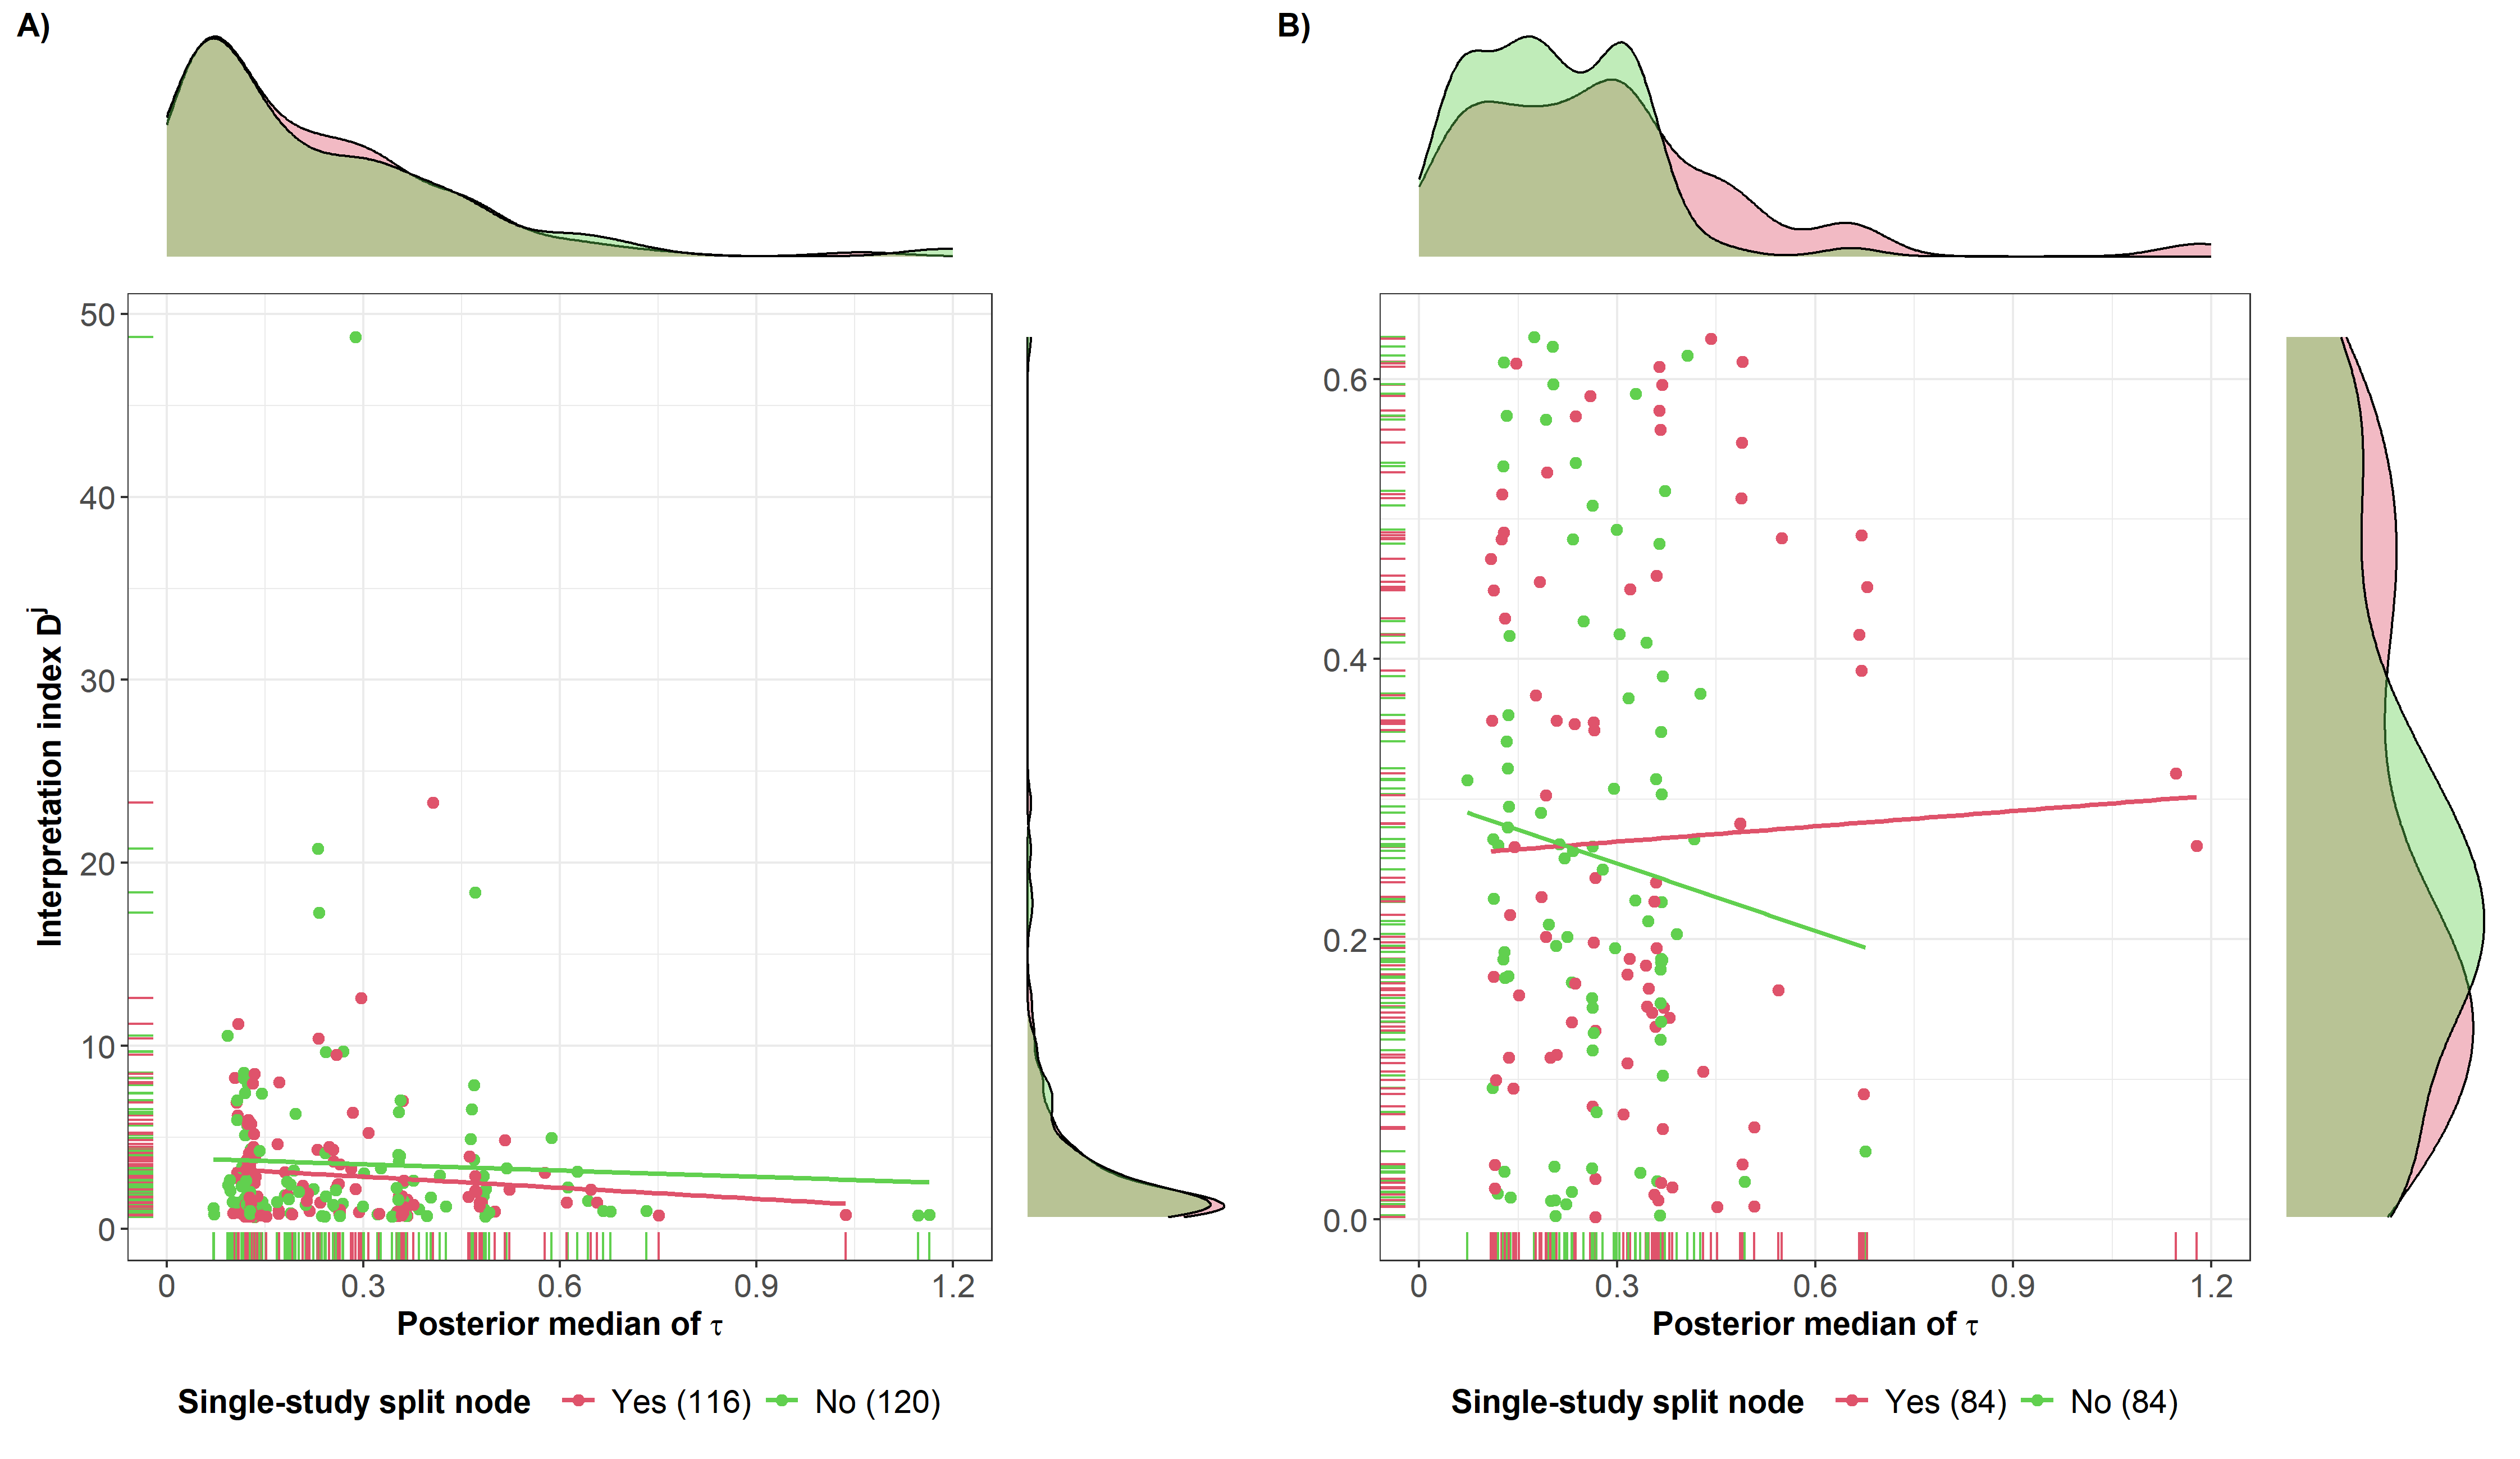 A)
B)
50
40
30
20
10
0
Interpretation index Dʲ
0
0.3
0.6
0.9
1.2
Posterior median of τ
Single-study split node Yes (116) No (120)
0.6
0.4
0.2
0.0
0
0.3
0.6
0.9
1.2
Posterior median of τ
Single-study split node Yes (84) No (84)